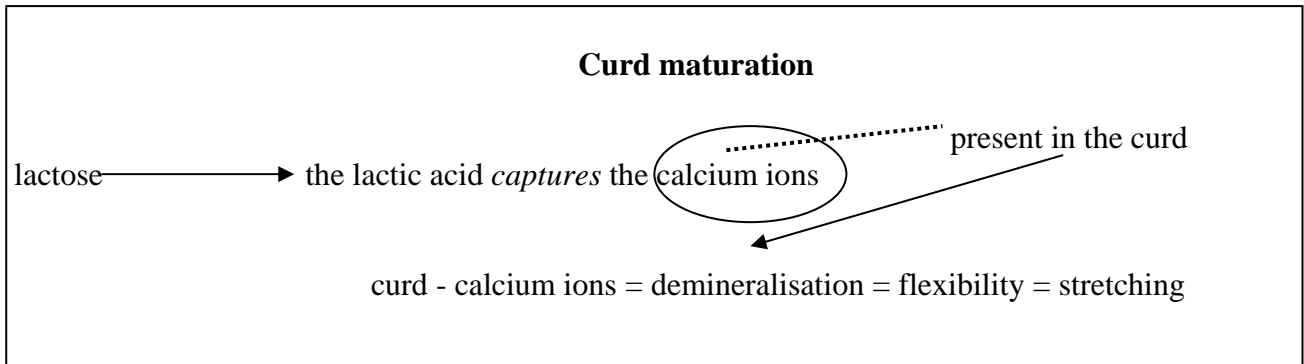 Curd maturation
present in the curd
lactose the lactic acid captures the calcium ions
curd - calcium ions = demineralisation = flexibility = stretching